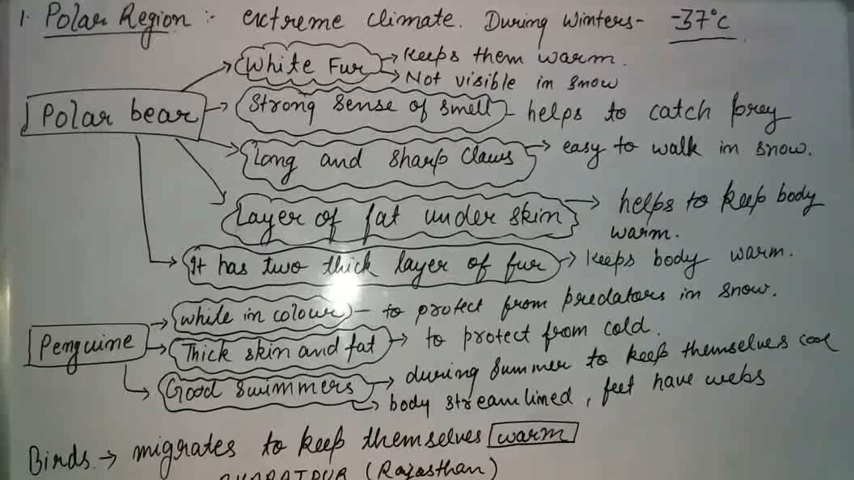 1. Polar Region :- extreme climate. During winters- -37°c
White Fur → Keeps them warm.
→ Not visible in snow
Polar bear
Strong sense of smell - helps to catch prey
Long and sharp claws → easy to walk in snow.
Layer of fat under skin → helps to keep body
warm.
It has two thick layer of fur → keeps body warm.
while in colour - to protect from predators in snow.
Penguine
Thick skin and fat → to protect from cold.
Good swimmers → during summer to keep themselves cool
→ body streamlined, feet have webs
Birds → migrates to keep themselves warm
BHARATPUR (Rajasthan)